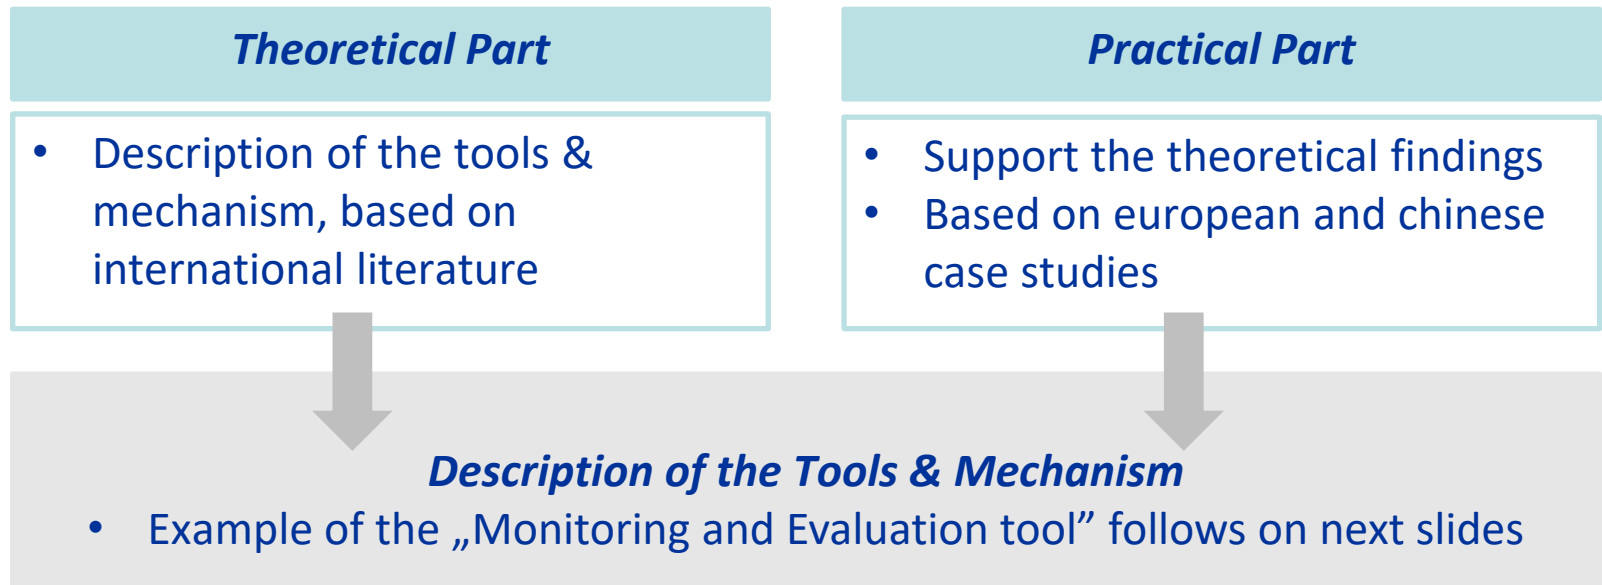 Theoretical Part
• Description of the tools &
mechanism, based on
international literature
Practical Part
• Support the theoretical findings
• Based on european and chinese
case studies
Description of the Tools & Mechanism
• Example of the „Monitoring and Evaluation tool” follows on next slides